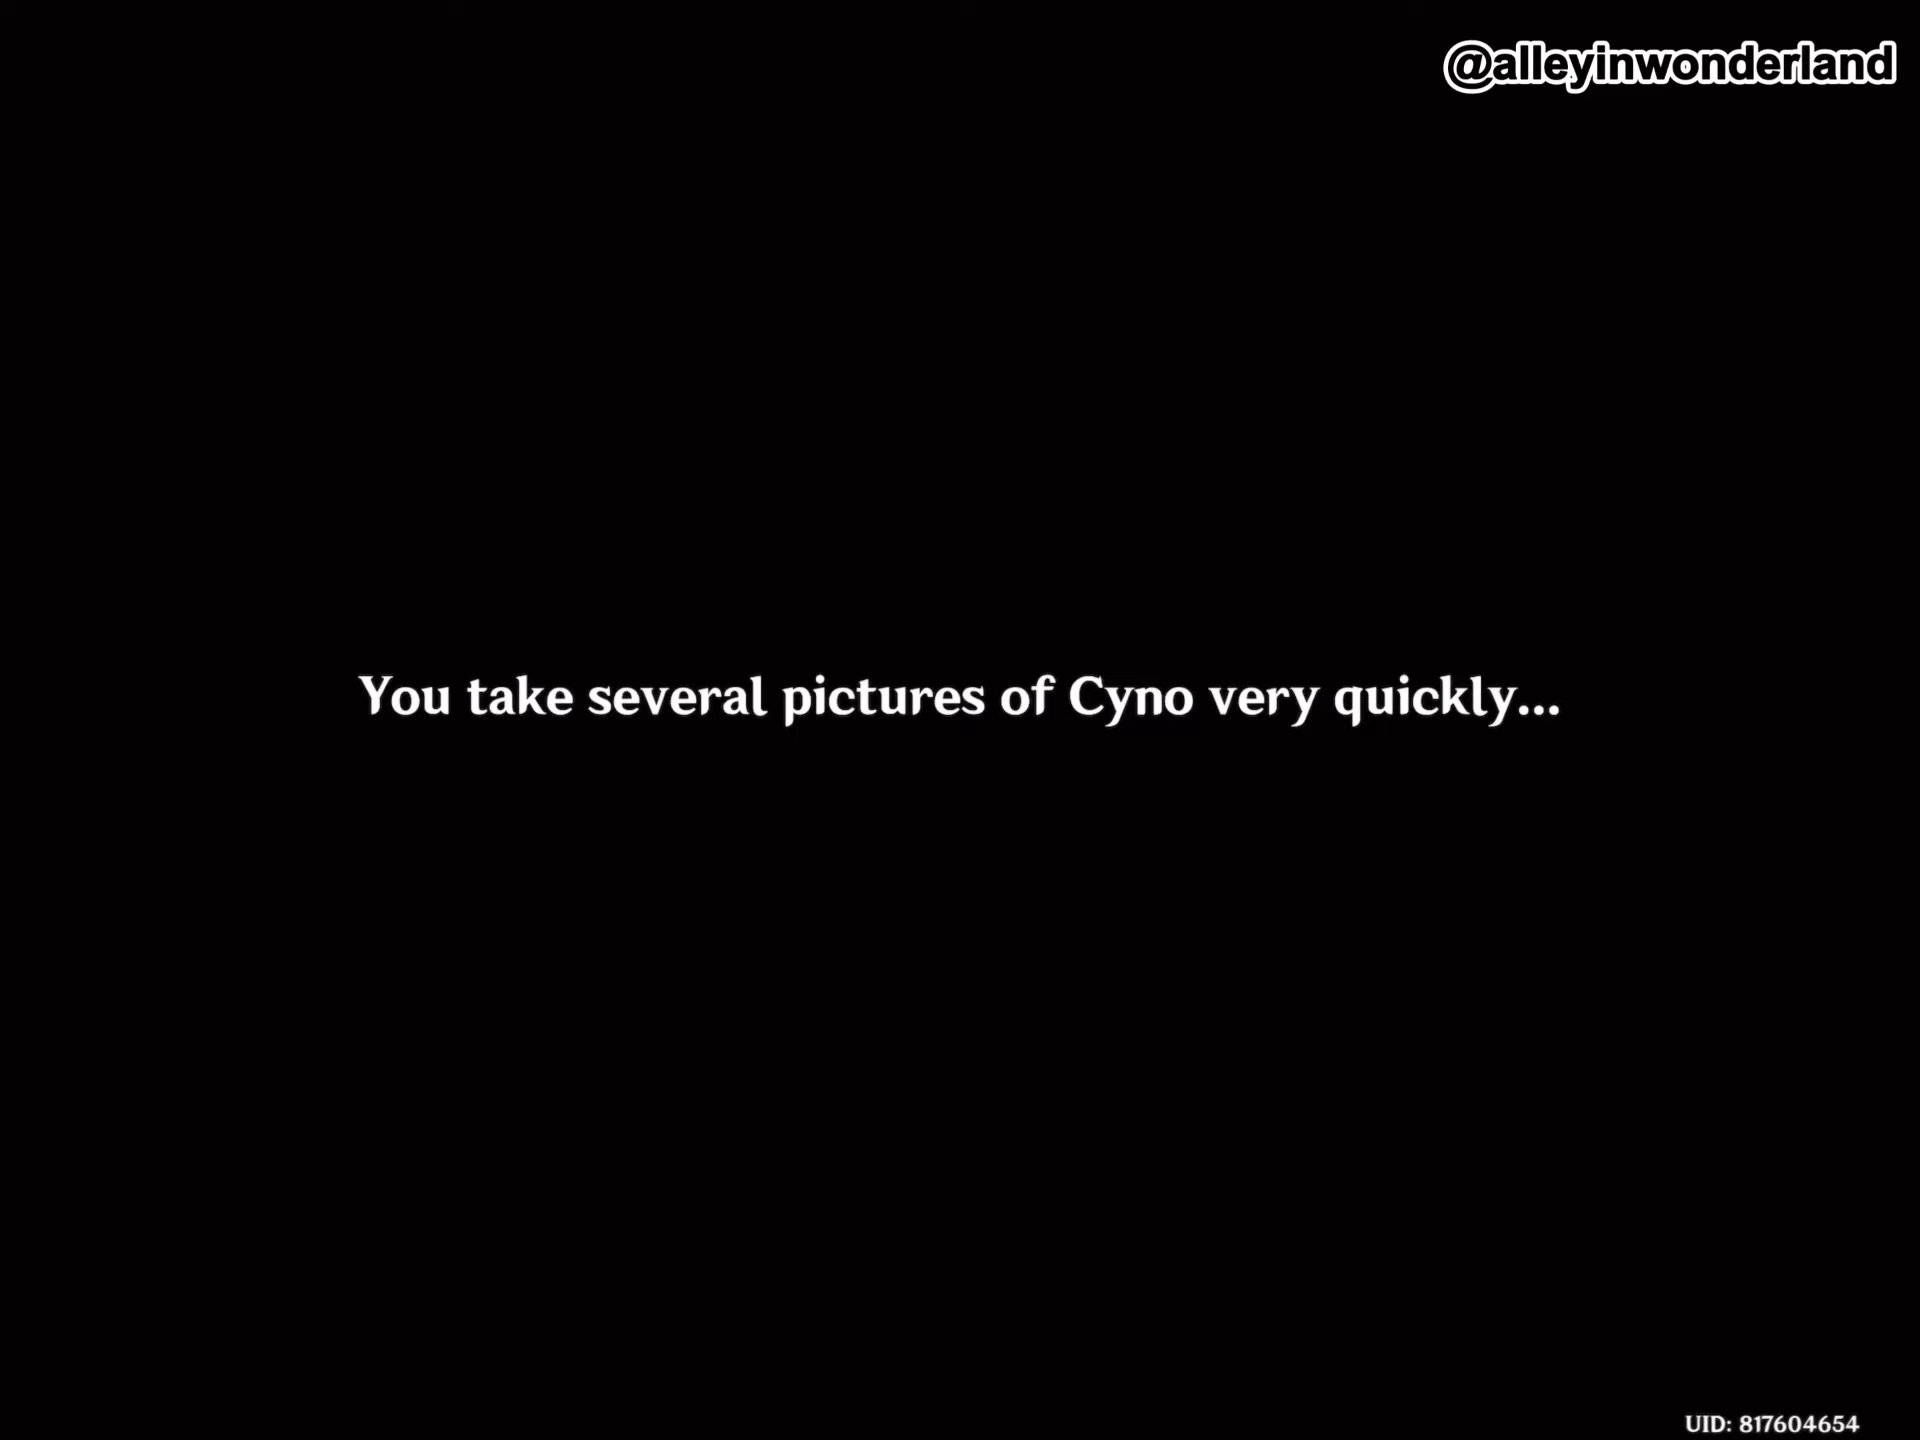 @alleyinwonderland
You take several pictures of Cyno very quickly...
UID: 817604654